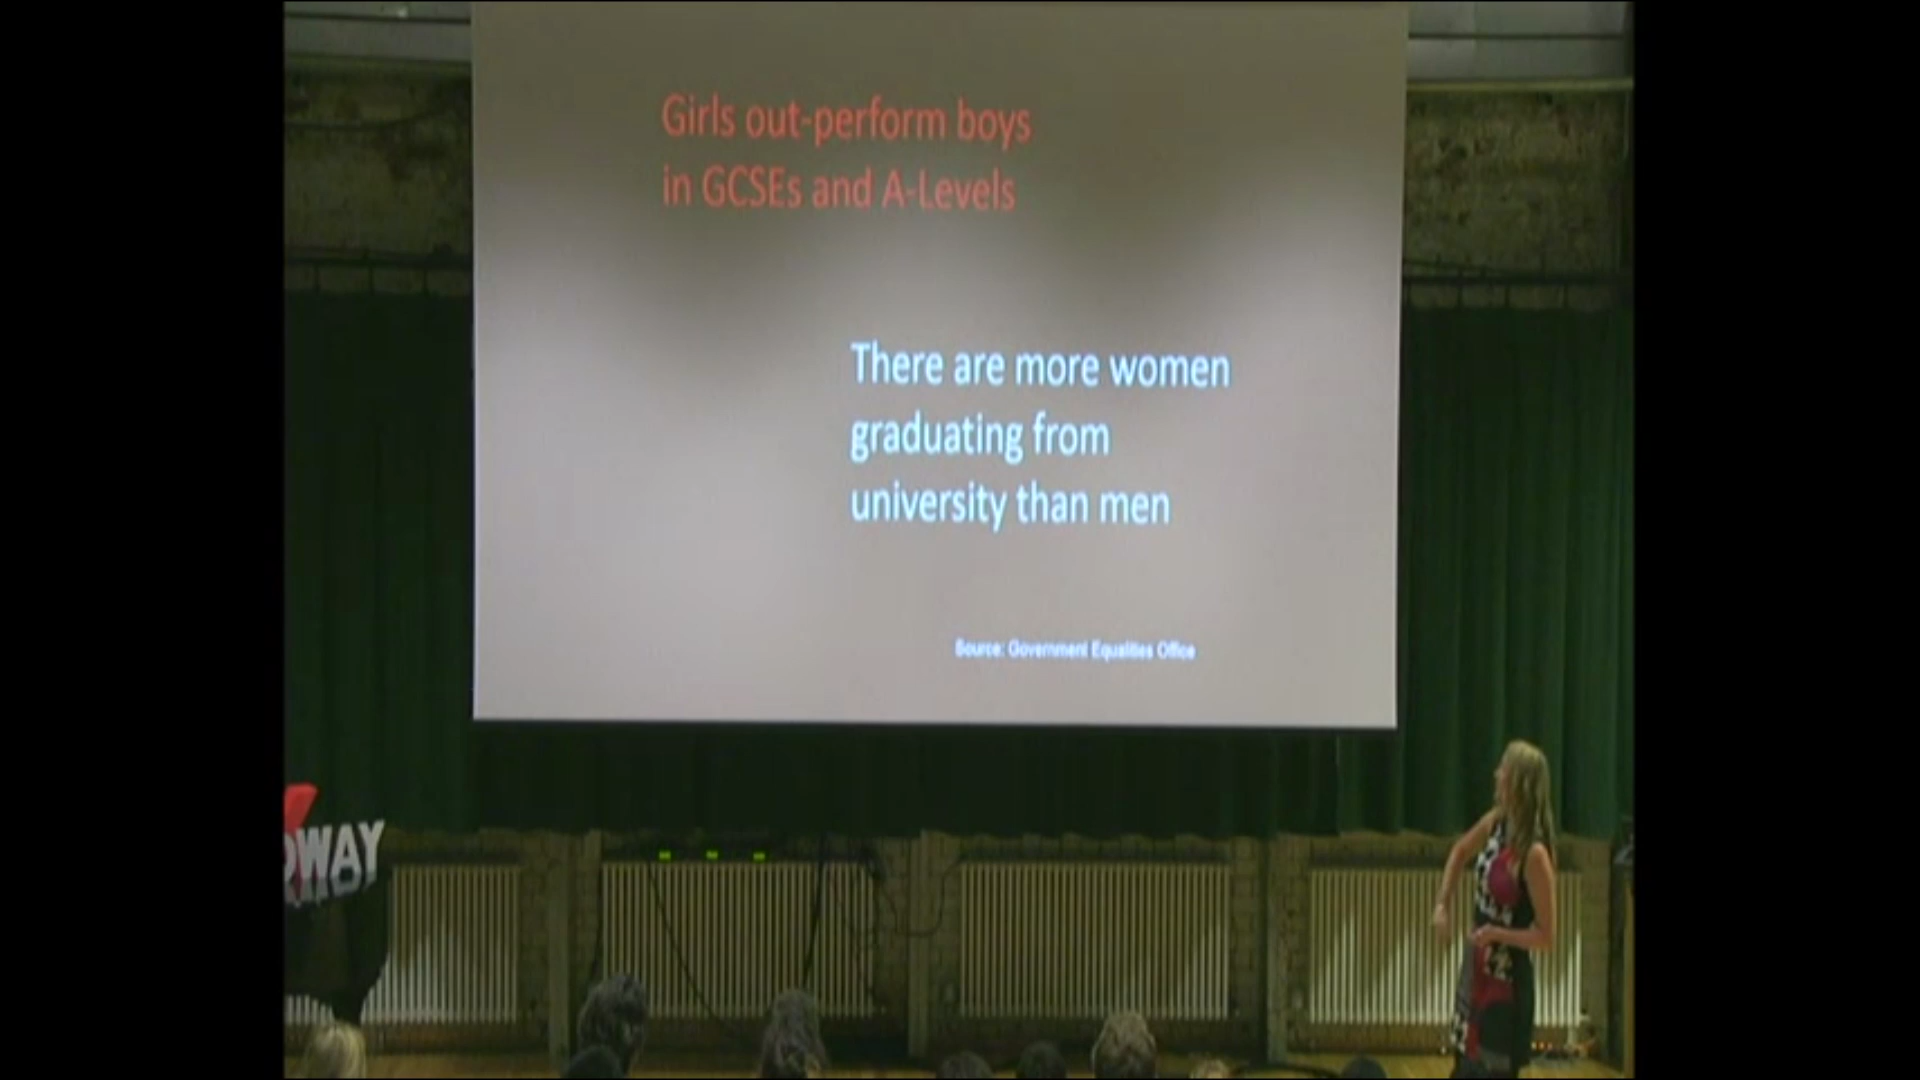 Girls out-perform boys
in GCSEs and A-Levels
There are more women
graduating from
university than men
Source: Government Equalities Office
WAY